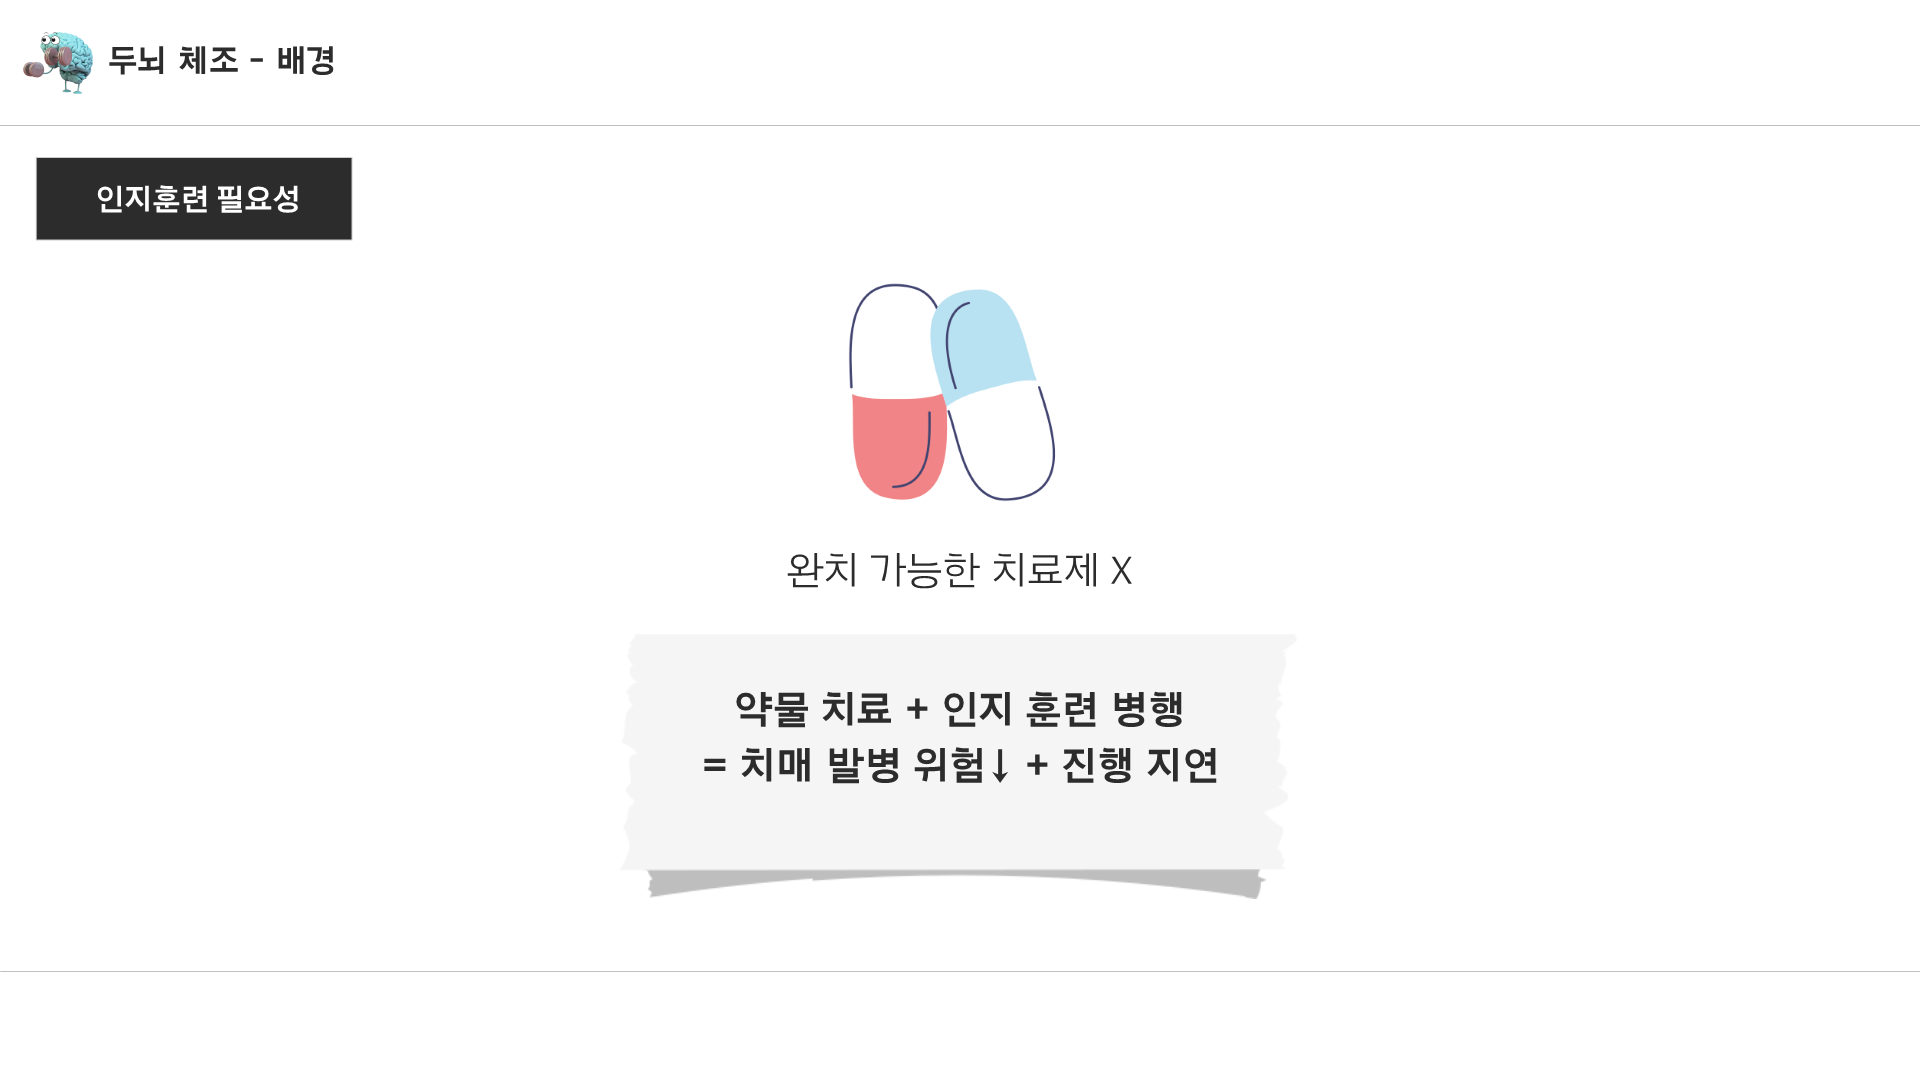 두뇌 체조 - 배경
인지훈련 필요성
완치 가능한 치료제 X
약물 치료 + 인지 훈련 병행
= 치매 발병 위험↓ + 진행 지연